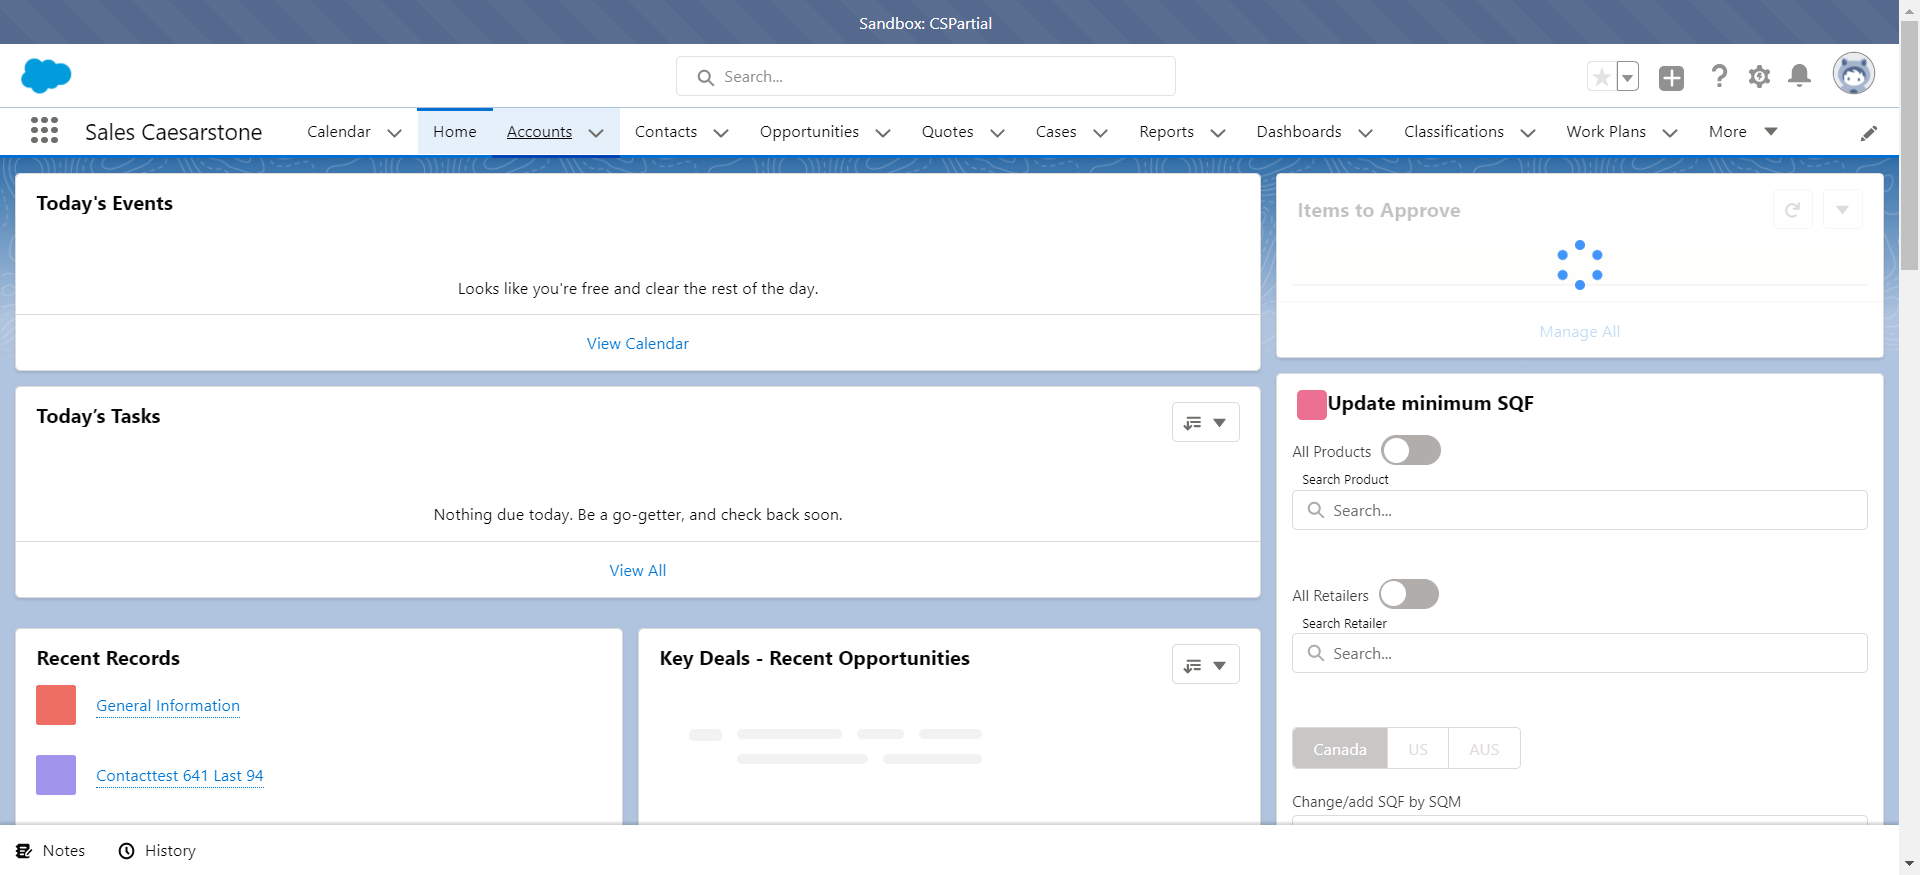 Sandbox: CSPartial
Search...
Sales Caesarstone
Calendar
Home
Accounts
Contacts
Opportunities
Quotes
Cases
Reports
Dashboards
Classifications
Work Plans
More
Today's Events
Looks like you're free and clear the rest of the day.
View Calendar
Today’s Tasks
Nothing due today. Be a go-getter, and check back soon.
View All
Recent Records
General Information
Contacttest 641 Last 94
Key Deals - Recent Opportunities
Items to Approve
Manage All
Update minimum SQF
All Products
Search Product
Search...
All Retailers
Search Retailer
Search...
Canada
US
AUS
Change/add SQF by SQM
Notes
History